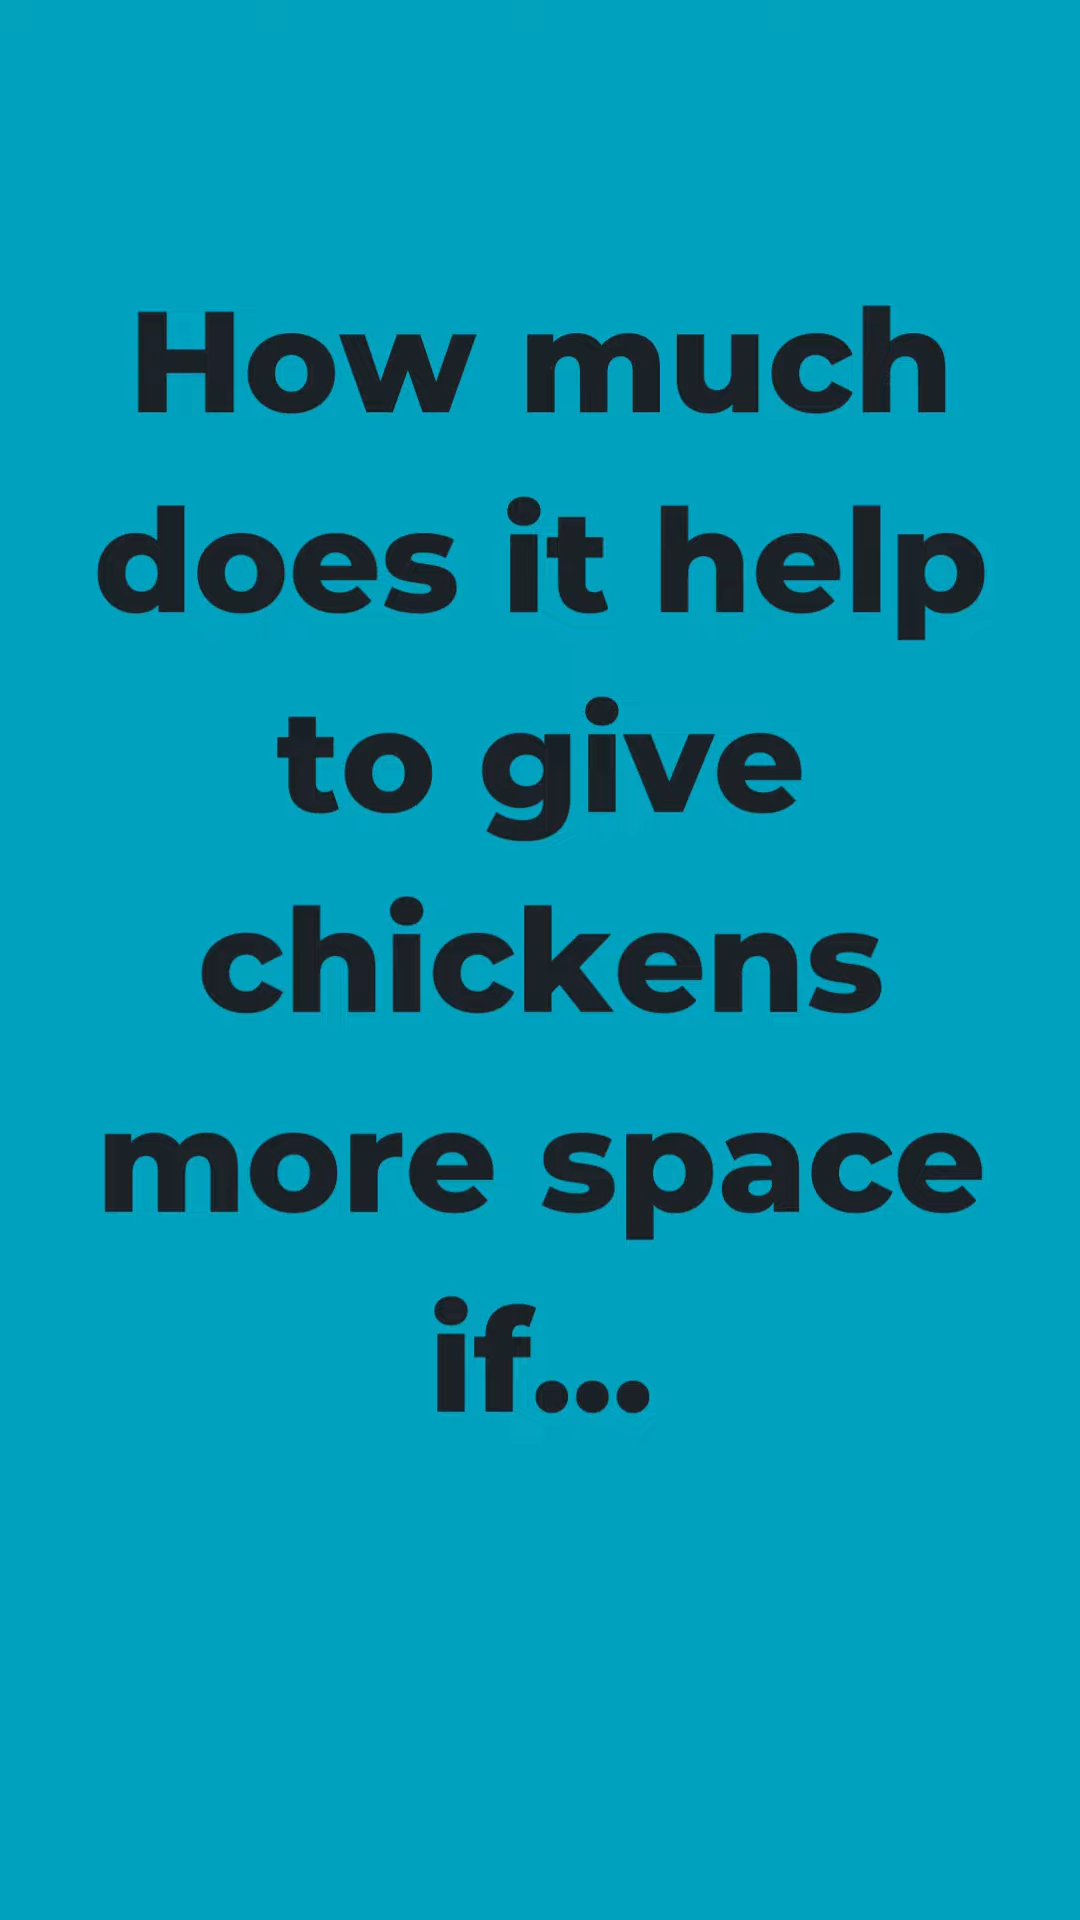 How much
does it help
to give
chickens
more space
if...